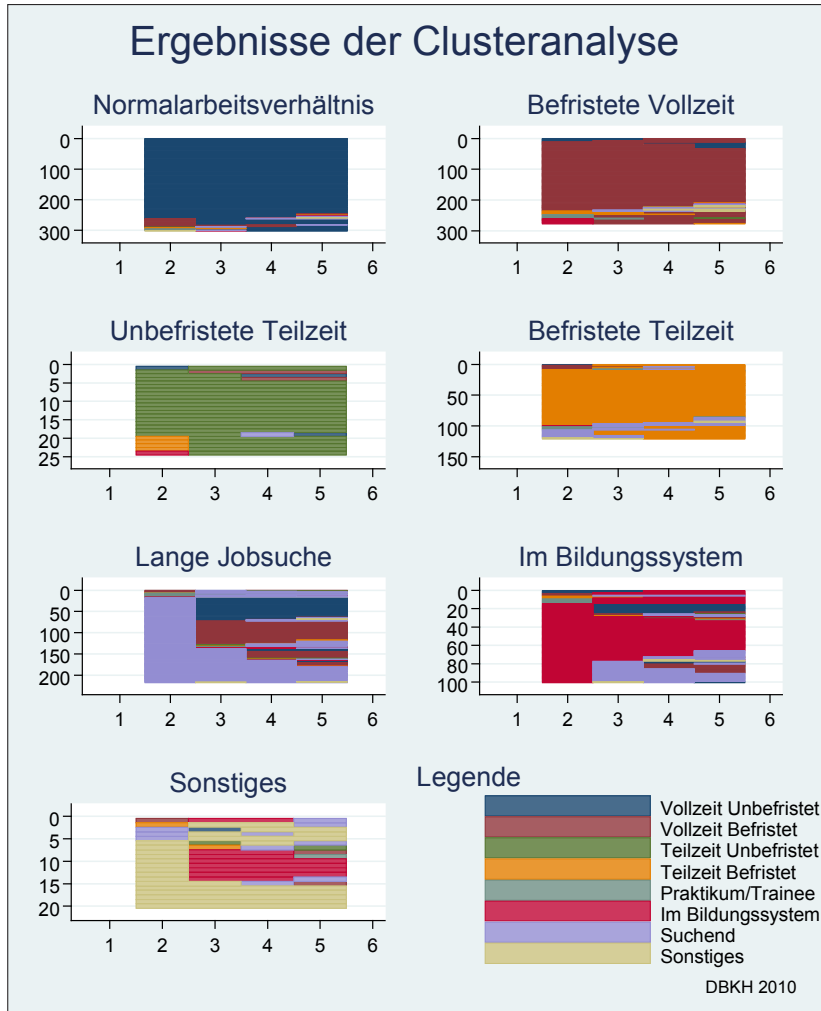 Ergebnisse der Clusteranalyse
Normalarbeitsverhältnis
0
100
200
300
1 2 3 4 5 6
Befristete Vollzeit
0
100
200
300
1 2 3 4 5 6
Unbefristete Teilzeit
0
5
10
15
20
25
1 2 3 4 5 6
Befristete Teilzeit
0
50
100
150
1 2 3 4 5 6
Lange Jobsuche
0
50
100
150
200
1 2 3 4 5 6
Im Bildungssystem
0
20
40
60
80
100
1 2 3 4 5 6
Sonstiges
0
5
10
15
20
1 2 3 4 5 6
Legende
Vollzeit Unbefristet
Vollzeit Befristet
Teilzeit Unbefristet
Teilzeit Befristet
Praktikum/Trainee
Im Bildungssystem
Suchend
Sonstiges
DBKH 2010